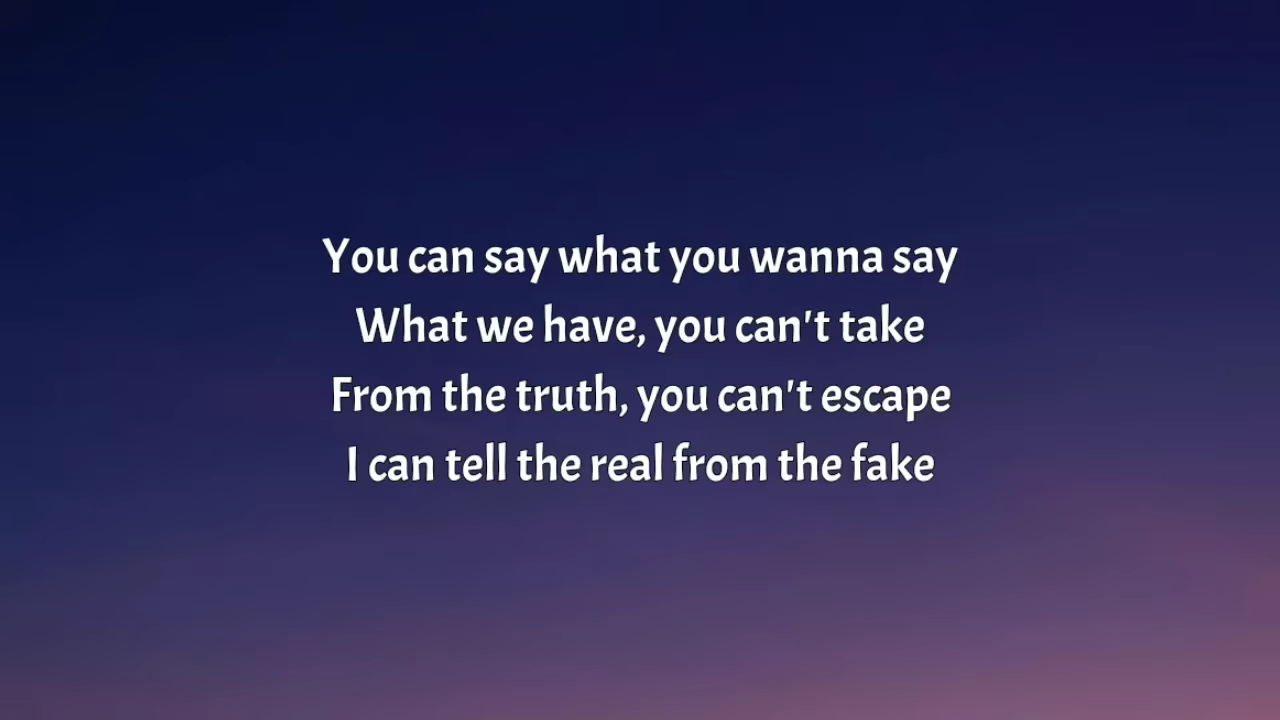 You can say what you wanna say
What we have, you can't take
From the truth, you can't escape
I can tell the real from the fake